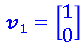 𝒗₁ = [1
0]